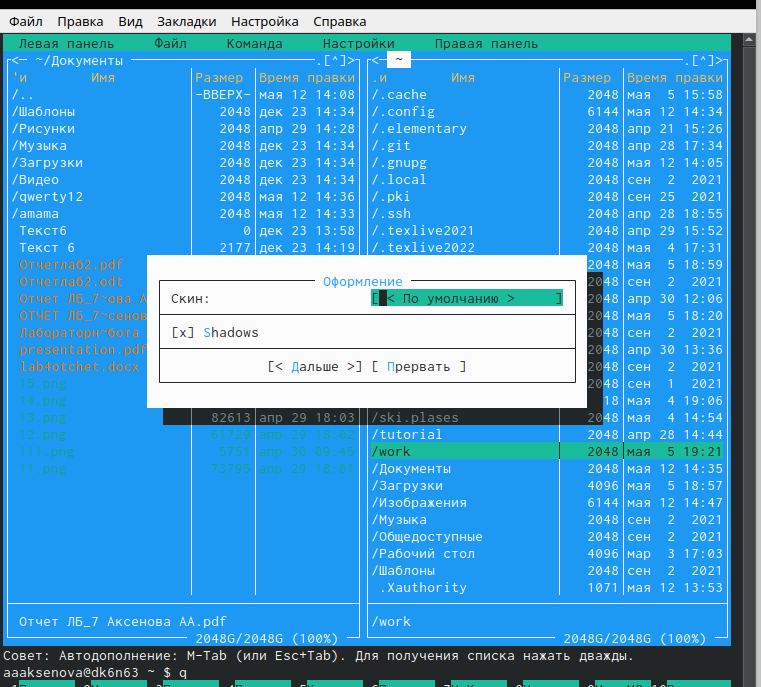 Файл Правка Вид Закладки Настройка Справка
Левая панель Файл Команда Настройки Правая панель
<— ~/Документы .[^]> <— ~ .[^]>
'и Имя Размер Время правки .и Имя Размер Время правки
/.. -ВВЕРХ- мая 12 14:08 /.cache 2048 мая 5 15:58
/Шаблоны 2048 дек 23 14:34 /.config 6144 мая 12 14:34
/Рисунки 2048 апр 29 14:28 /.elementary 2048 апр 21 15:26
/Музыка 2048 дек 23 14:34 /.git 2048 апр 28 17:34
/Загрузки 2048 дек 23 14:34 /.gnupg 2048 мая 12 14:05
/Видео 2048 дек 23 14:34 /.local 2048 сен 2 2021
/qwerty12 2048 мая 12 14:36 /.pki 2048 сен 25 2021
/amama 2048 мая 12 14:33 /.ssh 2048 апр 28 18:55
Текст6 0 дек 23 13:58 /.texlive2021 2048 апр 29 15:52
Текст 6 2177 дек 23 14:19 /.texlive2022 2048 мая 4 17:31
Отчетлаб2.pdf 2048 мая 5 18:59
Оформление
Отчетлаб2.odt 2048 сен 2 2021
Отчет ЛБ_7~ова А Скин: [ < По умолчанию > ] 2048 апр 30 12:06
ОТЧЕТ ЛБ_7~сенов 2048 мая 5 18:20
Лабораторн~бота [x] Shadows 2048 сен 2 2021
presentation.pdf 2048 апр 30 13:36
lab4otchet.docx [< Дальше >] [ Прервать ] 2048 сен 2 2021
15.png 2048 сен 1 2021
14.png 18 мая 4 19:06
13.png 82613 апр 29 18:03 /ski.plases 2048 мая 4 14:54
12.png 61729 апр 29 18:02 /tutorial 2048 апр 28 14:44
111.png 5761 апр 30 09:45 /work 2048 мая 5 19:21
11.png 73795 апр 29 18:01 /Документы 2048 мая 12 14:35
/Загрузки 4096 мая 5 18:57
/Изображения 6144 мая 12 14:47
/Музыка 2048 сен 2 2021
/Общедоступные 2048 сен 2 2021
/Рабочий стол 4096 мар 3 17:03
/Шаблоны 2048 сен 2 2021
.Xauthority 1071 мая 12 13:53
Отчет ЛБ_7 Аксенова АА.pdf /work
2048G/2048G (100%) 2048G/2048G (100%)
Совет: Автодополнение: M-Tab (или Esc+Tab). Для получения списка нажать дважды.
aaaksenova@dk6n63 ~ $ q